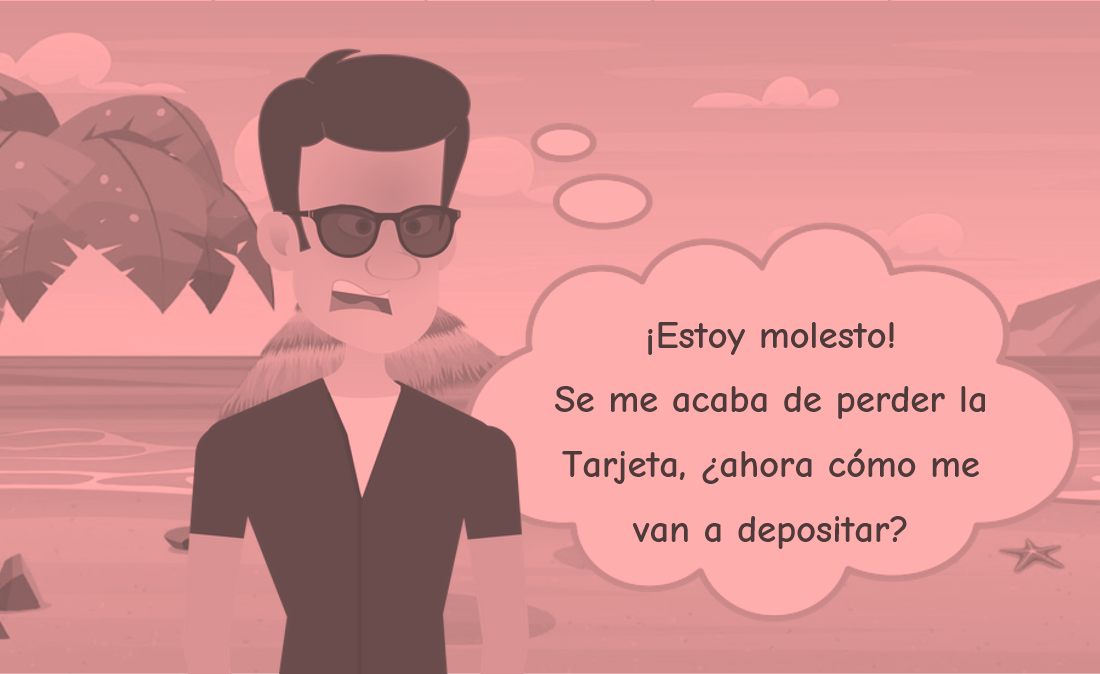 ¡Estoy molesto!
Se me acaba de perder la
Tarjeta, ¿ahora cómo me
van a depositar?